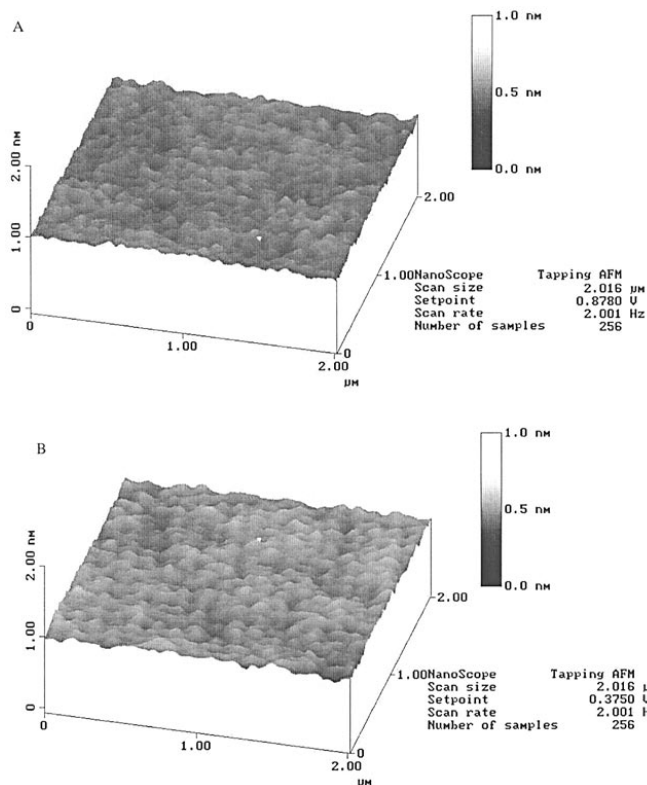 A
1.0 nM
0.5 nM
0.0 nM
2.00 nM
1.00
0
2.00
1.00
0
0
1.00
2.00
µM
NanoScope Tapping AFM
Scan size 2.016 µM
Setpoint 0.8780 V
Scan rate 2.001 Hz
Number of samples 256
B
1.0 nM
0.5 nM
0.0 nM
2.00 nM
1.00
0
2.00
1.00
0
0
1.00
2.00
µM
NanoScope Tapping AFM
Scan size 2.016
Setpoint 0.3750 V
Scan rate 2.001
Number of samples 256